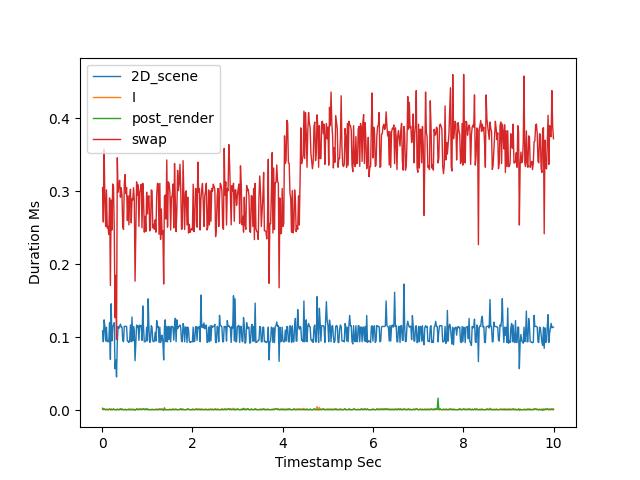 2D_scene
I
post_render
swap
0.4
0.3
0.2
0.1
0.0
Duration Ms
0 2 4 6 8 10
Timestamp Sec